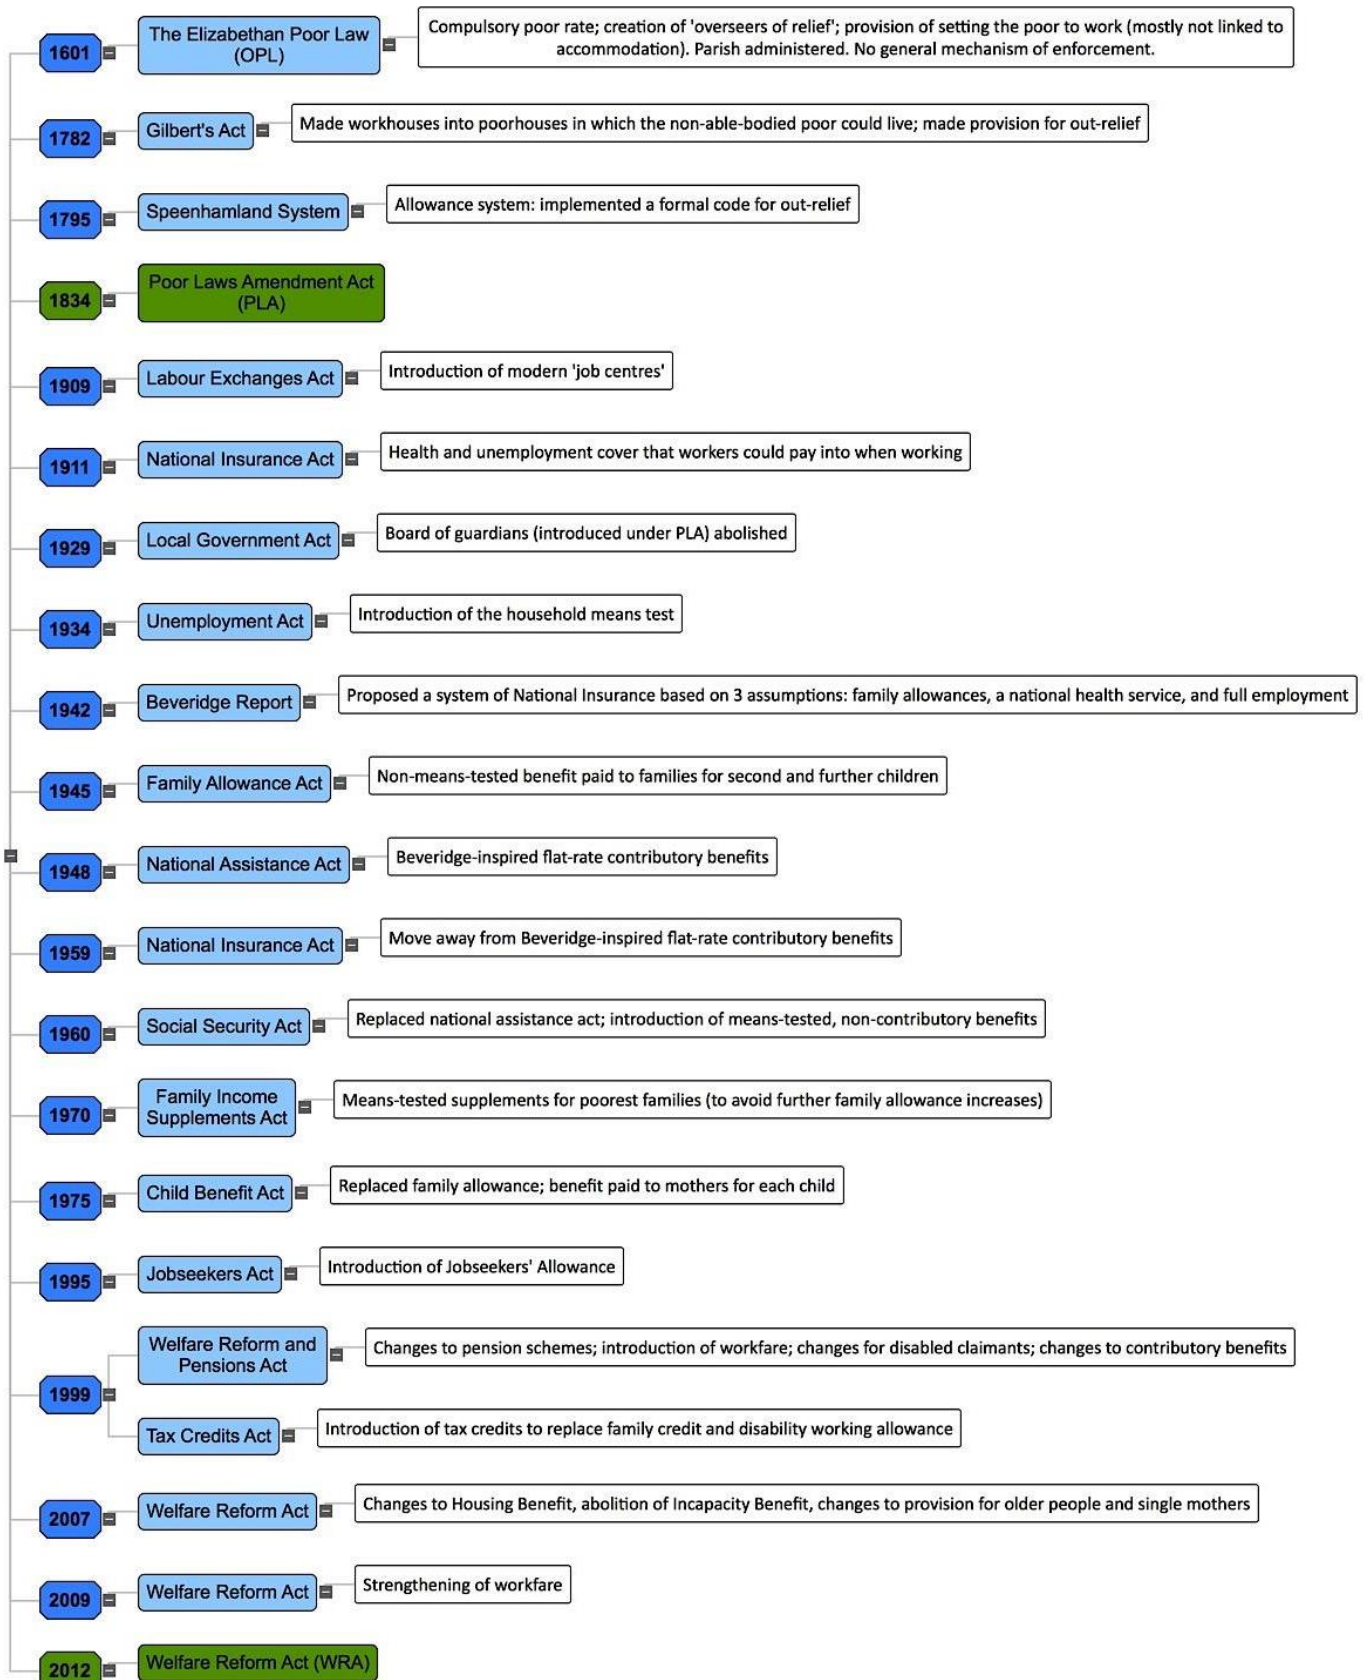 1601
The Elizabethan Poor Law
(OPL)
Compulsory poor rate; creation of 'overseers of relief'; provision of setting the poor to work (mostly not linked to
accommodation). Parish administered. No general mechanism of enforcement.
1782
Gilbert's Act
Made workhouses into poorhouses in which the non-able-bodied poor could live; made provision for out-relief
1795
Speenhamland System
Allowance system: implemented a formal code for out-relief
1834
Poor Laws Amendment Act
(PLA)
1909
Labour Exchanges Act
Introduction of modern 'job centres'
1911
National Insurance Act
Health and unemployment cover that workers could pay into when working
1929
Local Government Act
Board of guardians (introduced under PLA) abolished
1934
Unemployment Act
Introduction of the household means test
1942
Beveridge Report
Proposed a system of National Insurance based on 3 assumptions: family allowances, a national health service, and full employment
1945
Family Allowance Act
Non-means-tested benefit paid to families for second and further children
1948
National Assistance Act
Beveridge-inspired flat-rate contributory benefits
1959
National Insurance Act
Move away from Beveridge-inspired flat-rate contributory benefits
1960
Social Security Act
Replaced national assistance act; introduction of means-tested, non-contributory benefits
1970
Family Income
Supplements Act
Means-tested supplements for poorest families (to avoid further family allowance increases)
1975
Child Benefit Act
Replaced family allowance; benefit paid to mothers for each child
1995
Jobseekers Act
Introduction of Jobseekers' Allowance
1999
Welfare Reform and
Pensions Act
Changes to pension schemes; introduction of workfare; changes for disabled claimants; changes to contributory benefits
Tax Credits Act
Introduction of tax credits to replace family credit and disability working allowance
2007
Welfare Reform Act
Changes to Housing Benefit, abolition of Incapacity Benefit, changes to provision for older people and single mothers
2009
Welfare Reform Act
Strengthening of workfare
2012
Welfare Reform Act (WRA)